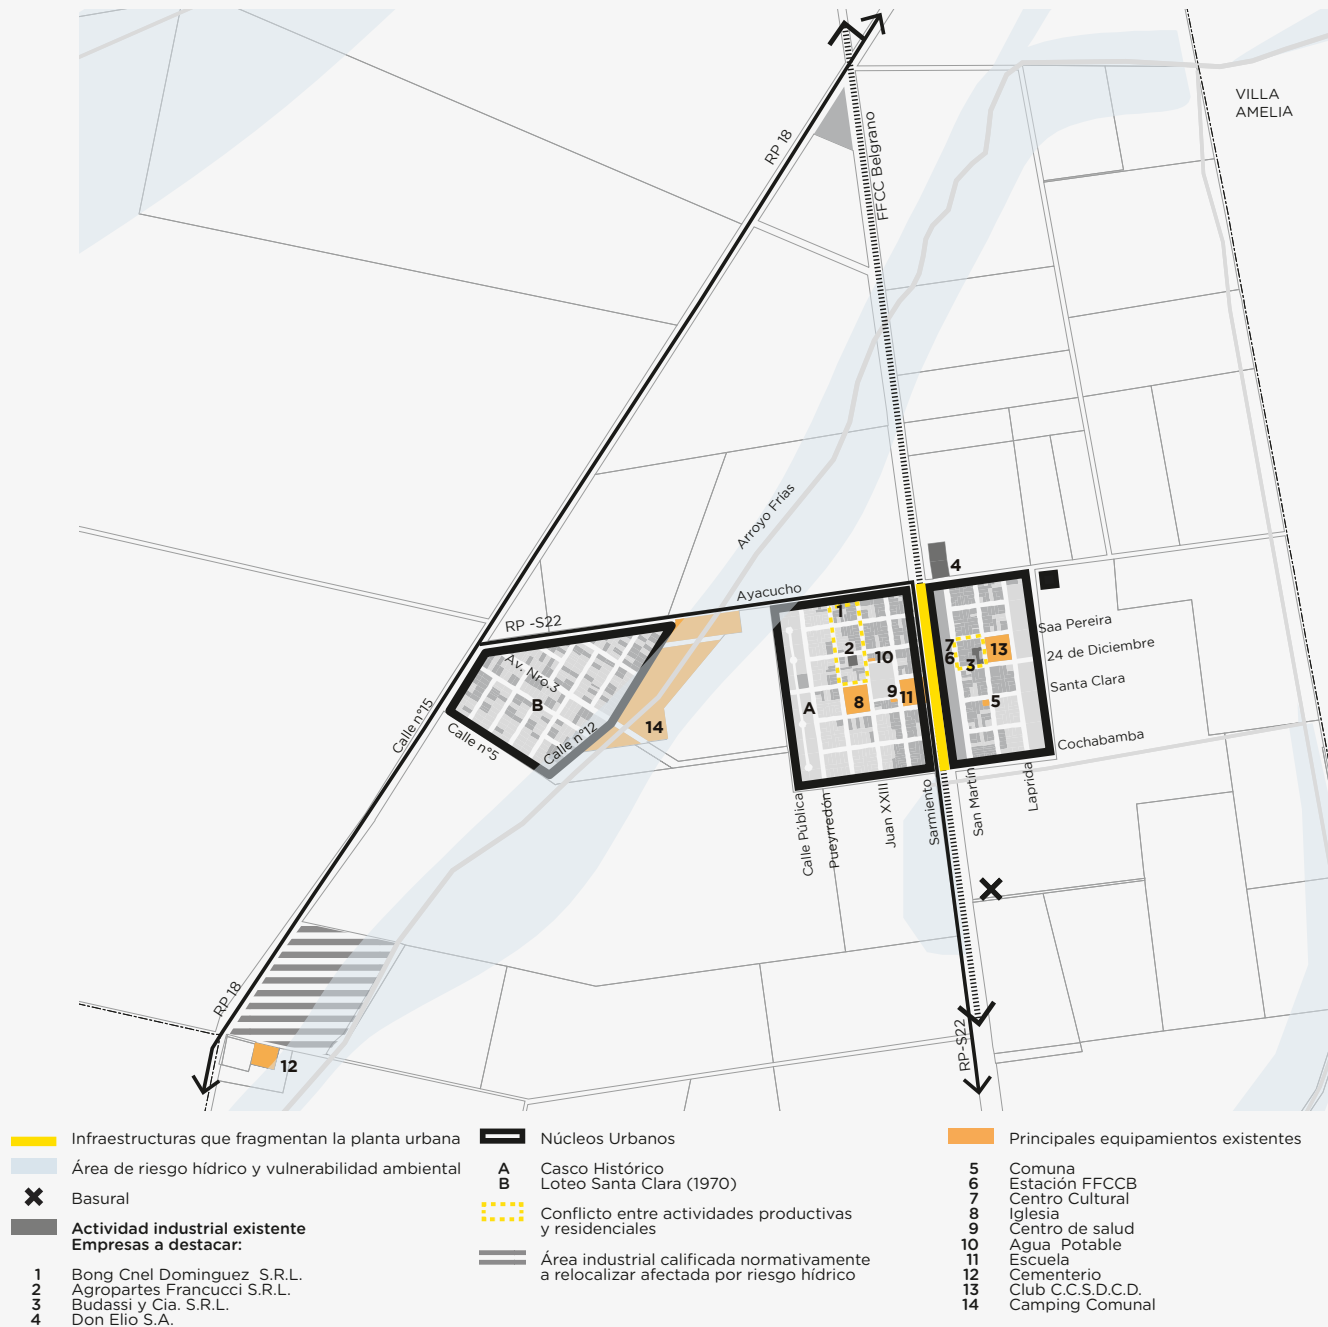 VILLA
AMELIA
RP 18
FFCC Belgrano
Arroyo Frías
Ayacucho
RP -S22
Av. Nro.3
B
Calle n°15
Calle n°5
Calle n°12
14
1
2
10
9
11
8
A
4
7
6
3
13
5
Saa Pereira
24 de Diciembre
Santa Clara
Cochabamba
Calle Pública
Pueyrredón
Juan XXIII
Sarmiento
San Martín
Laprida
RP 18
12
RP-S22
Infraestructuras que fragmentan la planta urbana
Área de riesgo hídrico y vulnerabilidad ambiental
Basural
Actividad industrial existente
Empresas a destacar:
1 Bong Cnel Dominguez S.R.L.
2 Agropartes Francucci S.R.L.
3 Budassi y Cia. S.R.L.
4 Don Elio S.A.
Núcleos Urbanos
A Casco Histórico
B Loteo Santa Clara (1970)
Conflicto entre actividades productivas
y residenciales
Área industrial calificada normativamente
a relocalizar afectada por riesgo hídrico
Principales equipamientos existentes
5 Comuna
6 Estación FFCCB
7 Centro Cultural
8 Iglesia
9 Centro de salud
10 Agua Potable
11 Escuela
12 Cementerio
13 Club C.C.S.D.C.D.
14 Camping Comunal